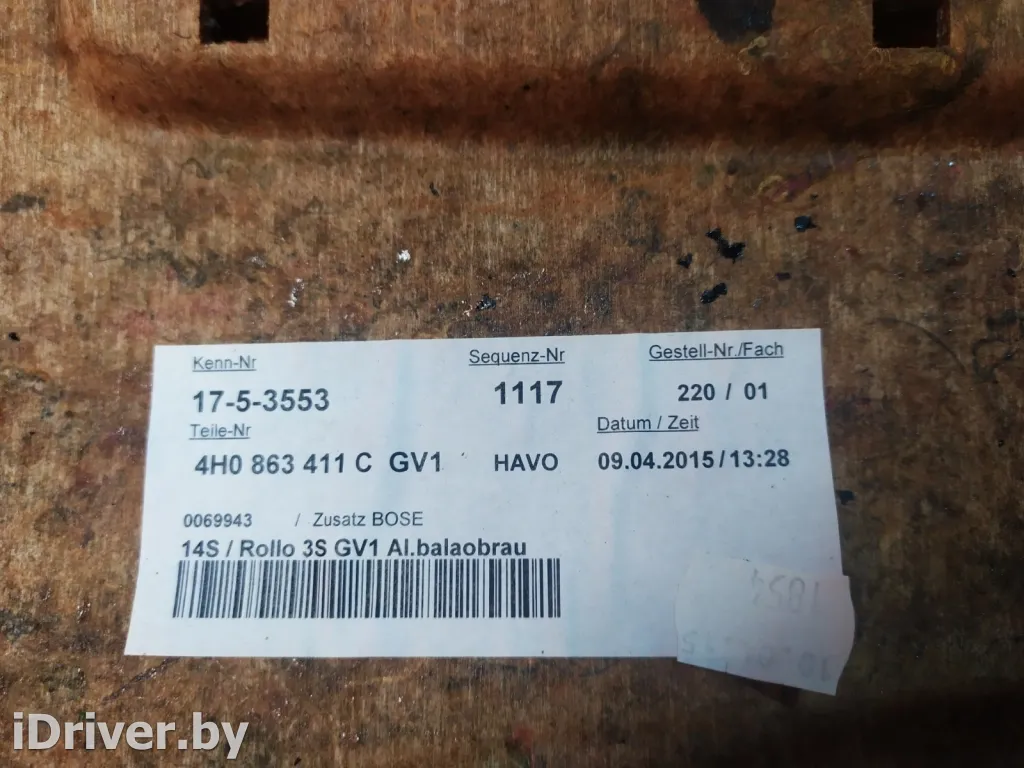 Kenn-Nr Sequenz-Nr Gestell-Nr./Fach
17-5-3553 1117 220 / 01
Teile-Nr Datum / Zeit
4H0 863 411 C GV1 HAVO 09.04.2015/13:28
0069943 / Zusatz BOSE
14S / Rollo 3S GV1 Al.balaobrau
1834
iDriver.by